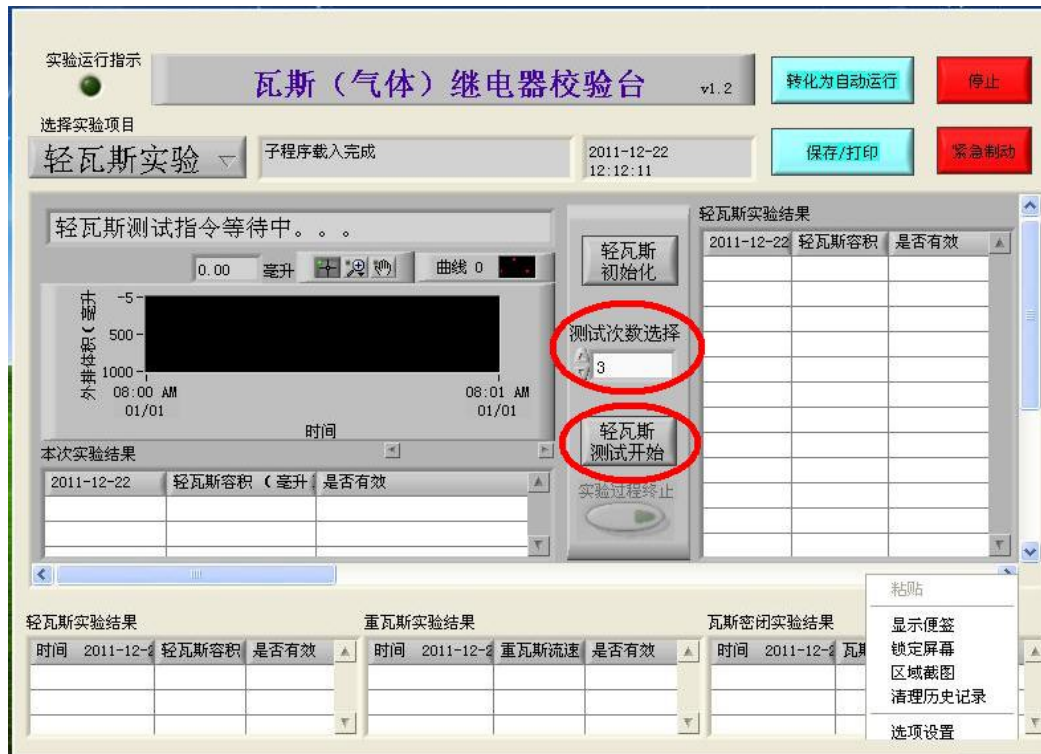 实验运行指示
瓦斯（气体）继电器校验台 v1.2
转化为自动运行
停止
选择实验项目
轻瓦斯实验
子程序载入完成
2011-12-22
12:12:11
保存/打印
紧急制动
轻瓦斯测试指令等待中。。。
0.00 毫升
曲线 0
外排体积（毫升
-5
500
1000
08:00 AM
01/01
08:01 AM
01/01
时间
本次实验结果
2011-12-22 轻瓦斯容积（毫升 是否有效
轻瓦斯
初始化
测试次数选择
3
轻瓦斯
测试开始
实验过程终止
轻瓦斯实验结果
2011-12-22 轻瓦斯容积 是否有效
轻瓦斯实验结果
时间 2011-12-2 轻瓦斯容积 是否有效
重瓦斯实验结果
时间 2011-12-2 重瓦斯流速 是否有效
瓦斯密闭实验结果
时间 2011-12-2
粘贴
显示便签
锁定屏幕
区域截图
清理历史记录
选项设置